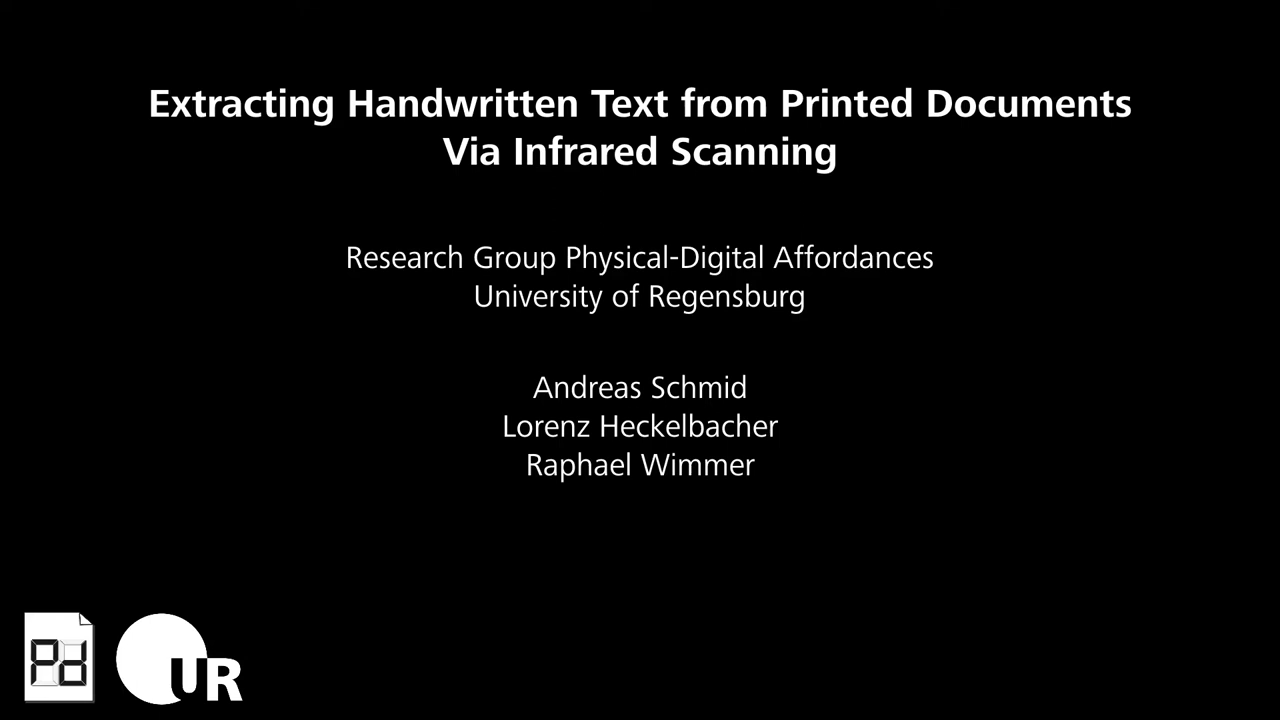 Extracting Handwritten Text from Printed Documents
Via Infrared Scanning
Research Group Physical-Digital Affordances
University of Regensburg
Andreas Schmid
Lorenz Heckelbacher
Raphael Wimmer
Pd
UR